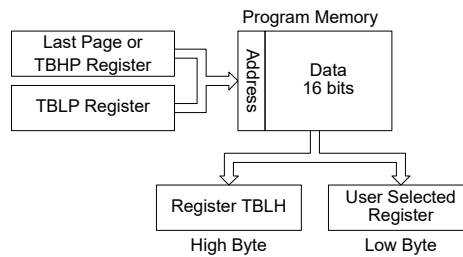 Program Memory
Last Page or
TBHP Register
TBLP Register
Address
Data
16 bits
Register TBLH
User Selected
Register
High Byte
Low Byte